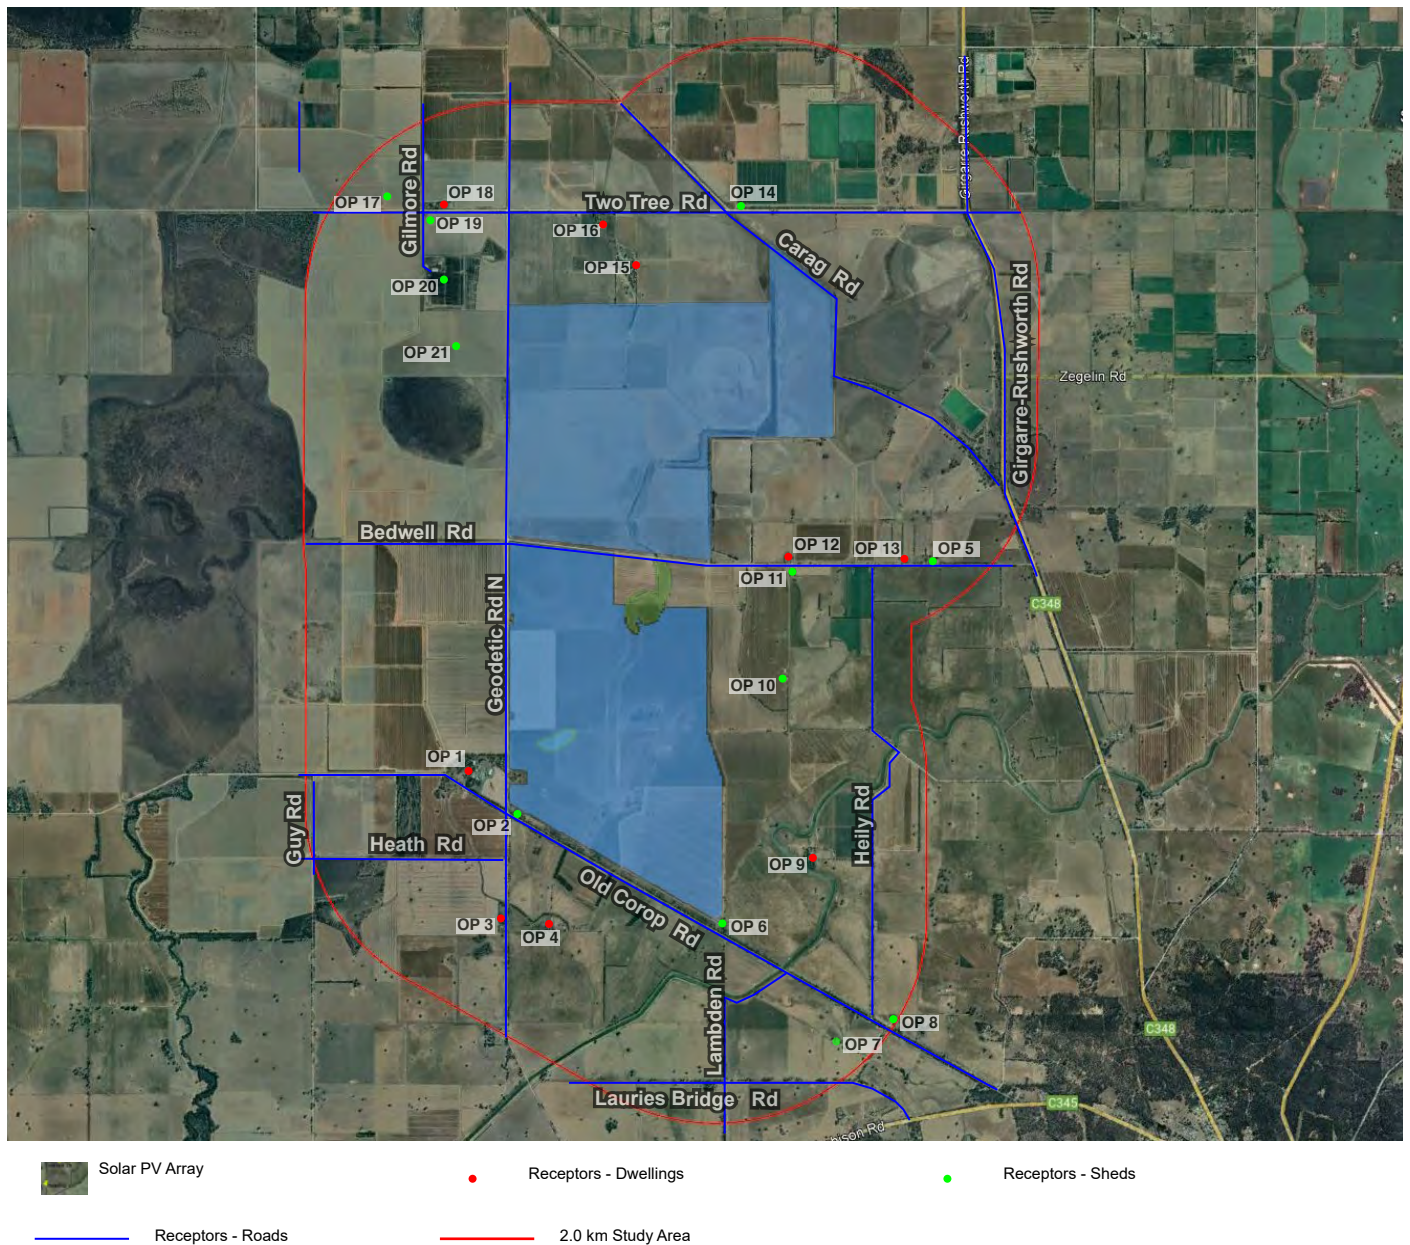 Girgarre-Rushworth Rd
OP 17
Gilmore Rd
OP 18
OP 19
Two Tree Rd
OP 14
OP 16
OP 15
Carag Rd
OP 20
OP 21
Girgarre-Rushworth Rd
Zegelin Rd
Bedwell Rd
OP 12
OP 13
OP 5
OP 11
C348
Geodetic Rd N
OP 10
OP 1
OP 2
Guy Rd
Heath Rd
Heily Rd
OP 9
Old Corop Rd
OP 3
OP 4
OP 6
Lambden Rd
OP 8
OP 7
C348
Lauries Bridge Rd
C345
hison Rd
Solar PV Array
Receptors - Dwellings
Receptors - Sheds
Receptors - Roads
2.0 km Study Area